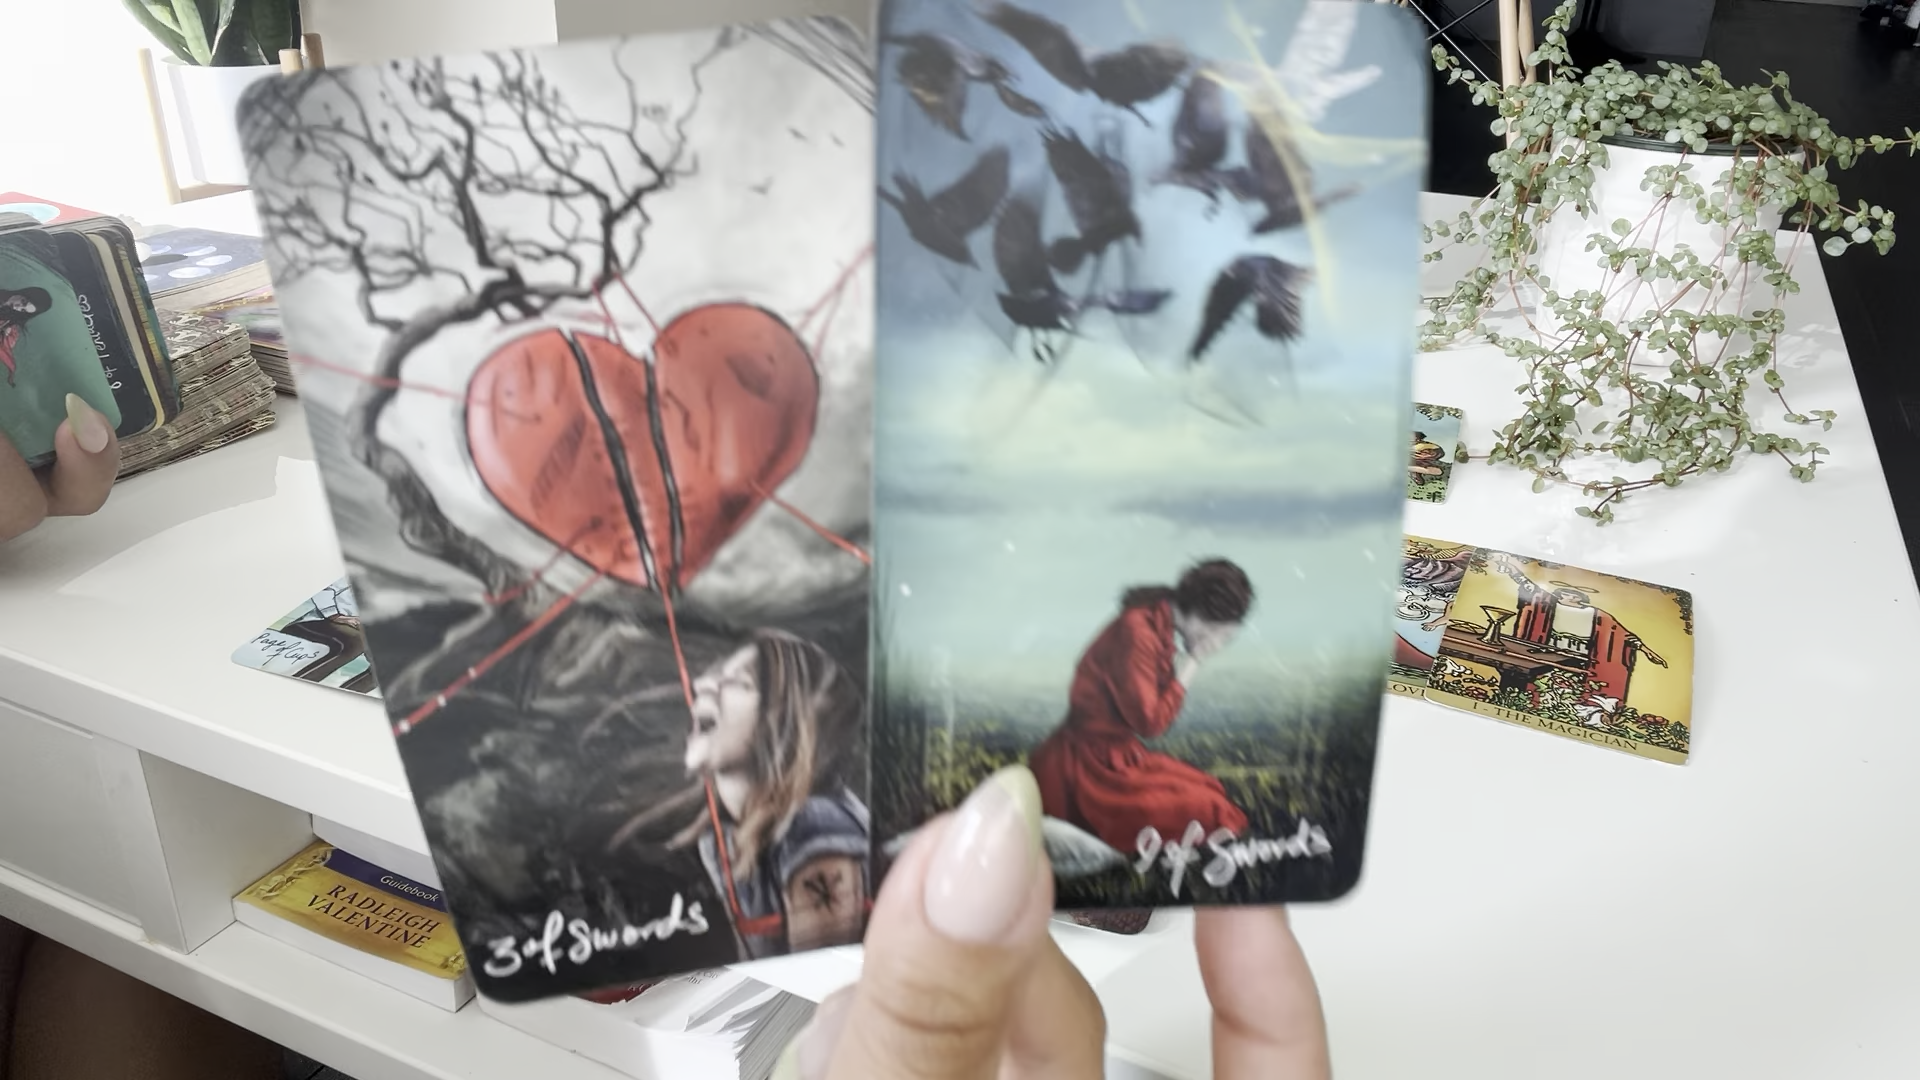 3 of Swords
9 of Swords
Page
of Cups
Guidebook
RADLEIGH
VALENTINE
I - THE MAGICIAN